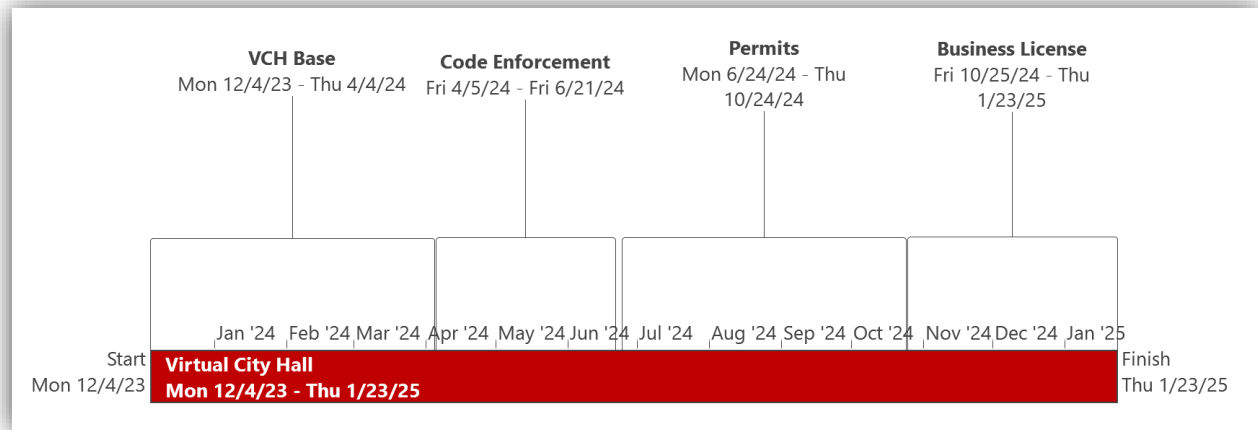 VCH Base
Mon 12/4/23 - Thu 4/4/24
Code Enforcement
Fri 4/5/24 - Fri 6/21/24
Permits
Mon 6/24/24 - Thu
10/24/24
Business License
Fri 10/25/24 - Thu
1/23/25
Jan '24 Feb '24 Mar '24 Apr '24 May '24 Jun '24 Jul '24 Aug '24 Sep '24 Oct '24 Nov '24 Dec '24 Jan '25
Start
Mon 12/4/23
Virtual City Hall
Mon 12/4/23 - Thu 1/23/25
Finish
Thu 1/23/25